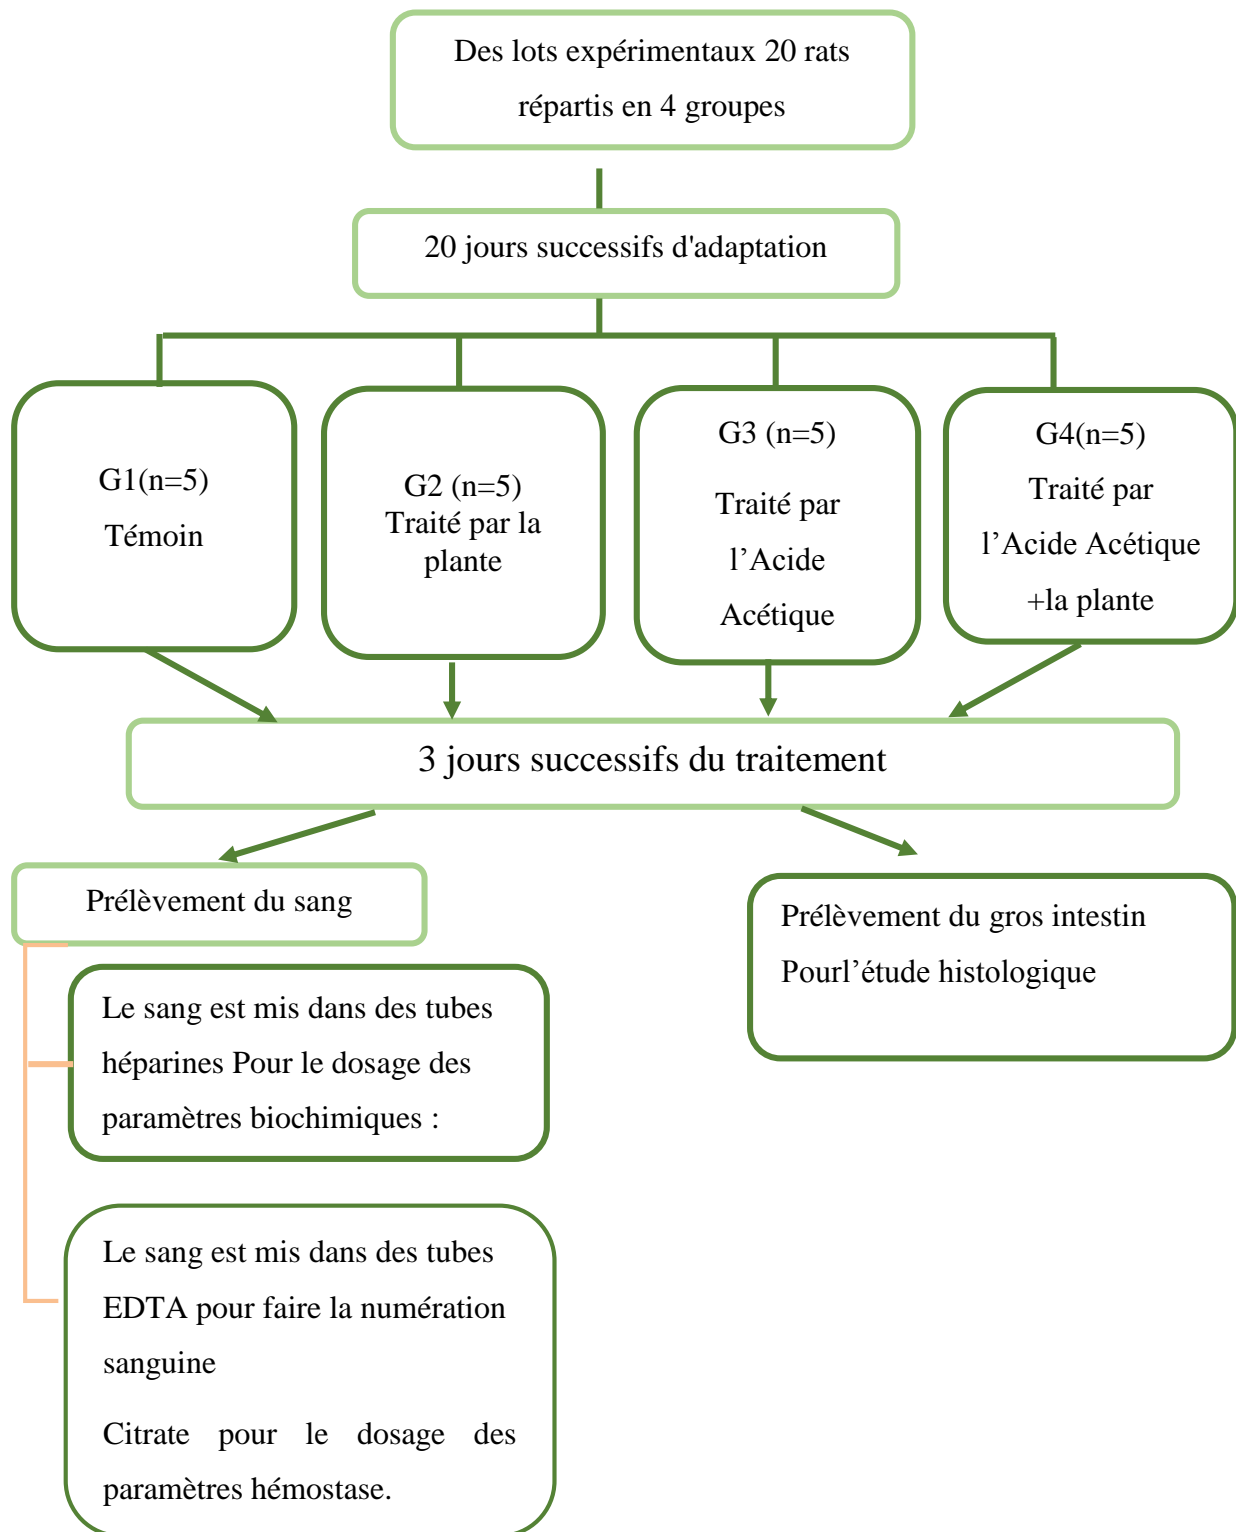 Des lots expérimentaux 20 rats
répartis en 4 groupes
20 jours successifs d'adaptation
G1(n=5)
Témoin
G2 (n=5)
Traité par la
plante
G3 (n=5)
Traité par
l’Acide
Acétique
G4(n=5)
Traité par
l’Acide Acétique
+la plante
3 jours successifs du traitement
Prélèvement du sang
Prélèvement du gros intestin
Pourl’étude histologique
Le sang est mis dans des tubes
héparines Pour le dosage des
paramètres biochimiques :
Le sang est mis dans des tubes
EDTA pour faire la numération
sanguine
Citrate pour le dosage des
paramètres hémostase.